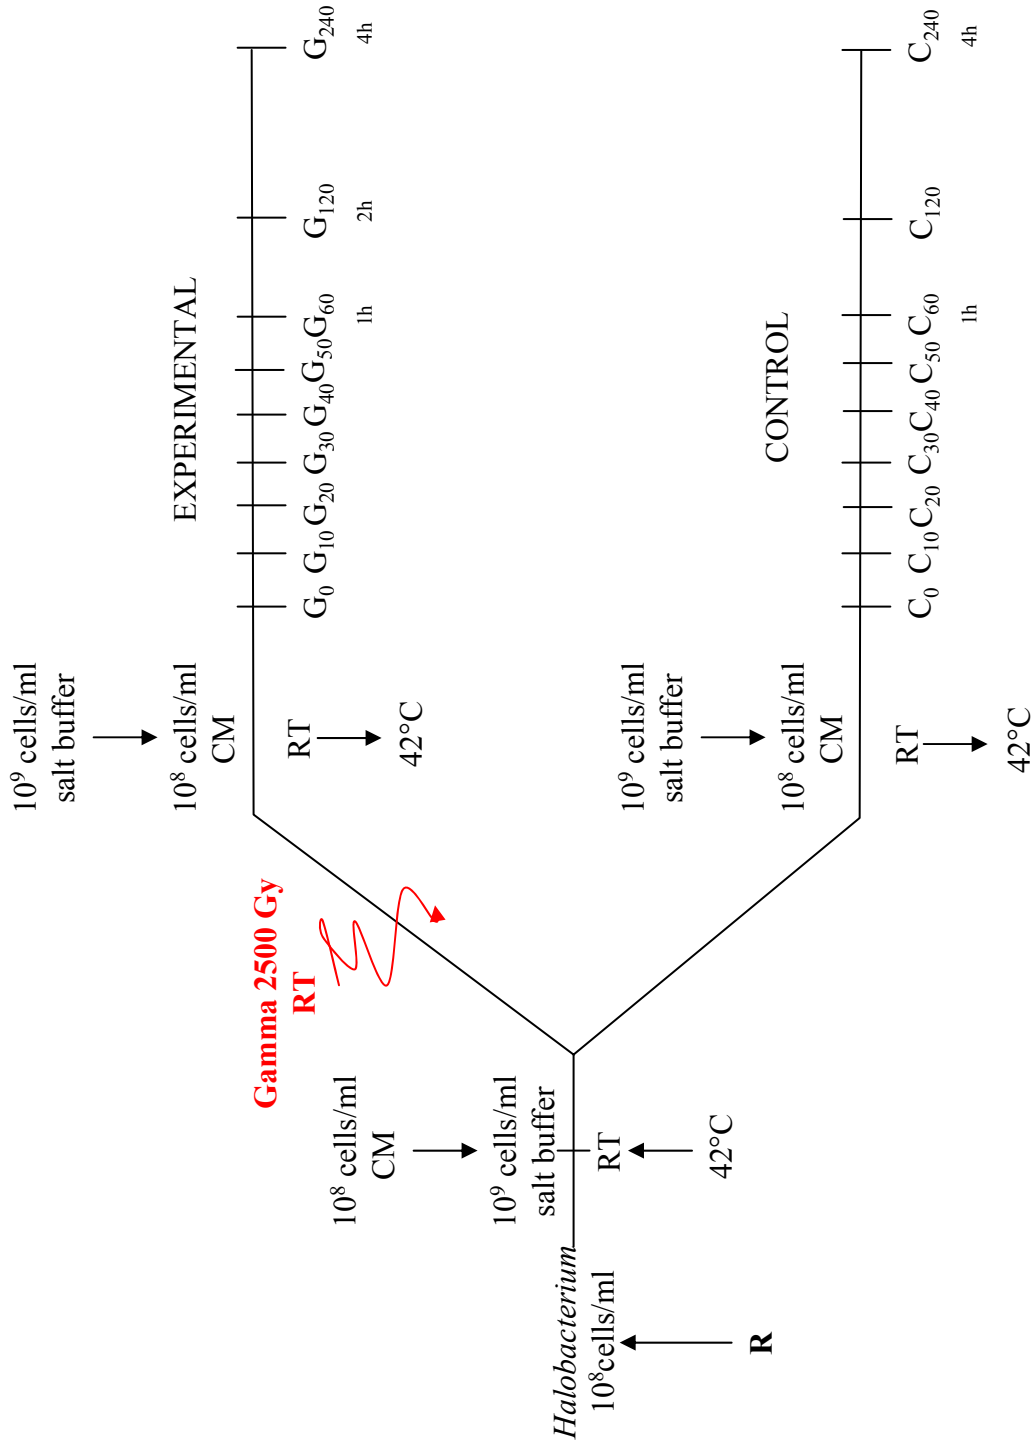 Halobacterium
10⁸cells/ml
R
10⁸ cells/ml
CM
10⁹ cells/ml
salt buffer
RT
42°C
Gamma 2500 Gy
RT
10⁹ cells/ml
salt buffer
10⁸ cells/ml
CM
RT
42°C
EXPERIMENTAL
G₀ G₁₀ G₂₀ G₃₀ G₄₀ G₅₀ G₆₀ G₁₂₀ G₂₄₀
1h 2h 4h
10⁹ cells/ml
salt buffer
10⁸ cells/ml
CM
RT
42°C
CONTROL
C₀ C₁₀ C₂₀ C₃₀ C₄₀ C₅₀ C₆₀ C₁₂₀ C₂₄₀
1h 4h